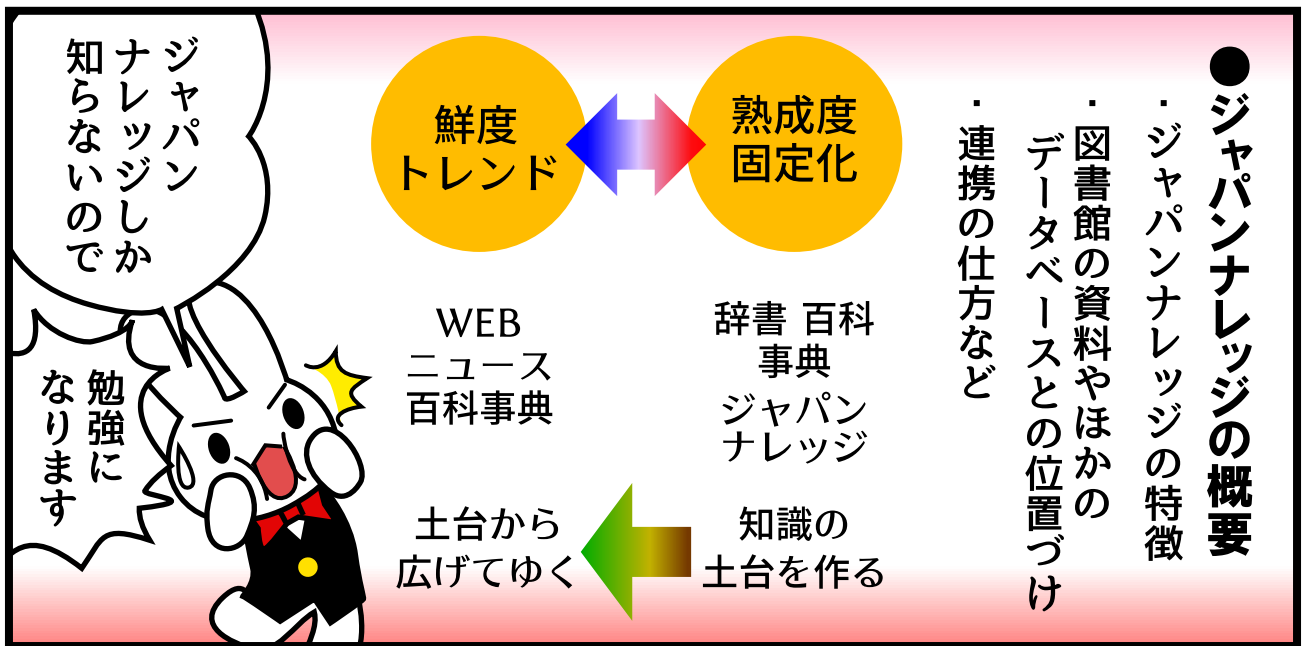 ●ジャパンナレッジの概要
・ジャパンナレッジの特徴
・図書館の資料やほかの
データベースとの位置づけ
・連携の仕方など
熟成度
固定化
辞書 百科
事典
ジャパン
ナレッジ
知識の
土台を作る
鮮度
トレンド
WEB
ニュース
百科事典
土台から
広げてゆく
ジャパン
ナレッジしか
知らないので
勉強に
なります